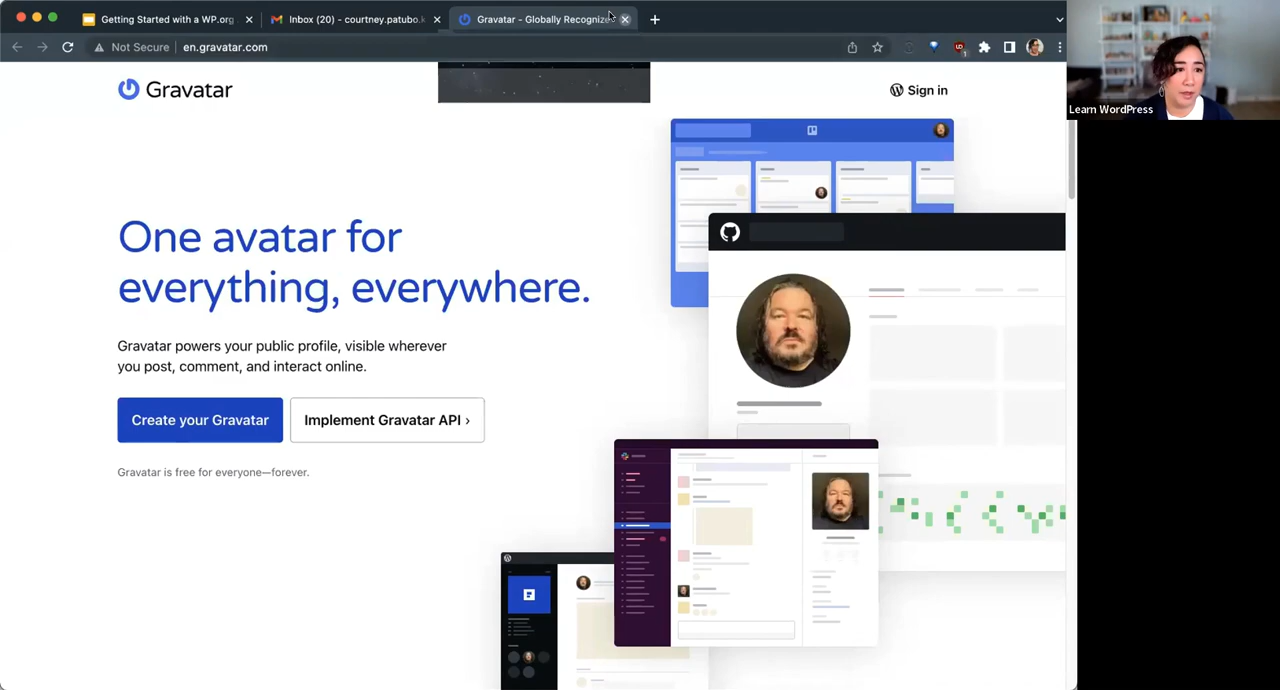 Getting Started with a WP.org
Inbox (20) - courtney.patubo.k
Gravatar - Globally Recognize
Not Secure
en.gravatar.com
Learn WordPress
Gravatar
Sign in
One avatar for
everything, everywhere.
Gravatar powers your public profile, visible wherever
you post, comment, and interact online.
Create your Gravatar
Implement Gravatar API ›
Gravatar is free for everyone—forever.